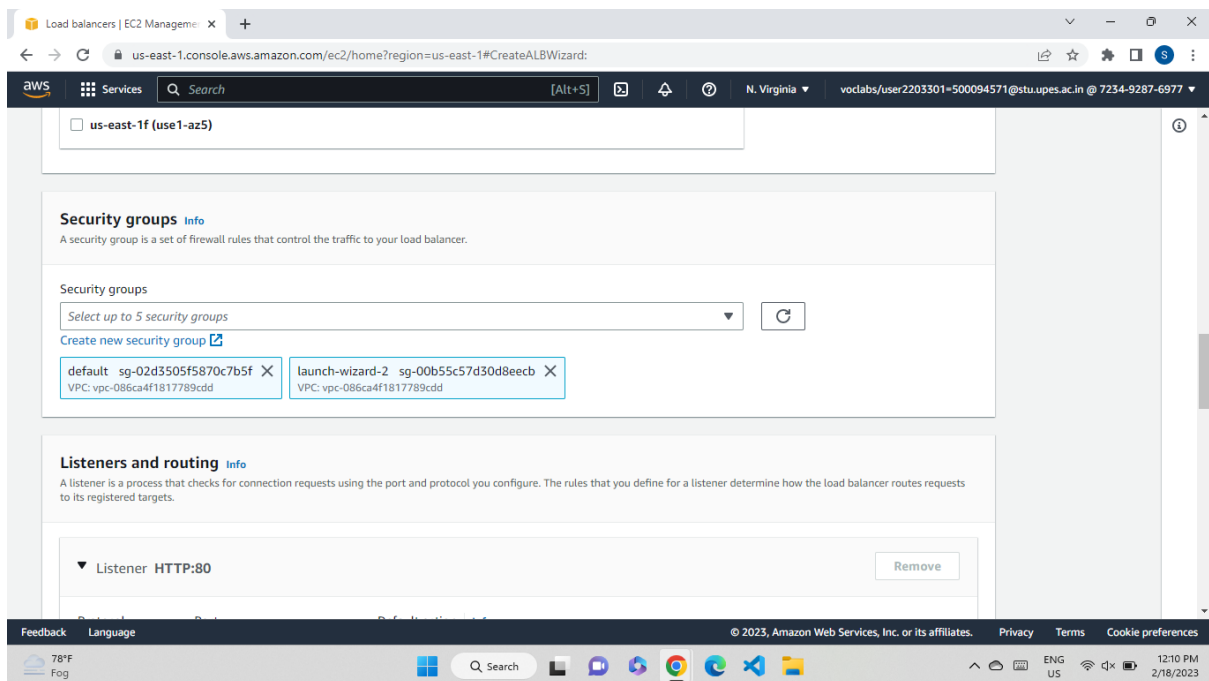 Load balancers | EC2 Manageme
us-east-1.console.aws.amazon.com/ec2/home?region=us-east-1#CreateALBWizard:
S
aws
Services
Search
[Alt+S]
N. Virginia
voclabs/user2203301=500094571@stu.upes.ac.in @ 7234-9287-6977
us-east-1f (use1-az5)
Security groups Info
A security group is a set of firewall rules that control the traffic to your load balancer.
Security groups
Select up to 5 security groups
Create new security group
default sg-02d3505f5870c7b5f
VPC: vpc-086ca4f1817789cdd
launch-wizard-2 sg-00b55c57d30d8eecb
VPC: vpc-086ca4f1817789cdd
Listeners and routing Info
A listener is a process that checks for connection requests using the port and protocol you configure. The rules that you define for a listener determine how the load balancer routes requests
to its registered targets.
Listener HTTP:80
Remove
Feedback Language
© 2023, Amazon Web Services, Inc. or its affiliates. Privacy Terms Cookie preferences
78°F
Fog
Search
ENG
US
12:10 PM
2/18/2023